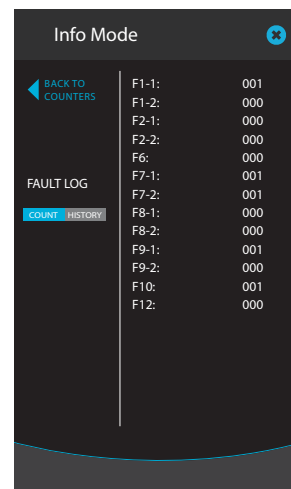 Info Mode
BACK TO
COUNTERS
FAULT LOG
COUNT HISTORY
F1-1: 001
F1-2: 000
F2-1: 000
F2-2: 000
F6: 000
F7-1: 001
F7-2: 001
F8-1: 000
F8-2: 000
F9-1: 001
F9-2: 000
F10: 001
F12: 000